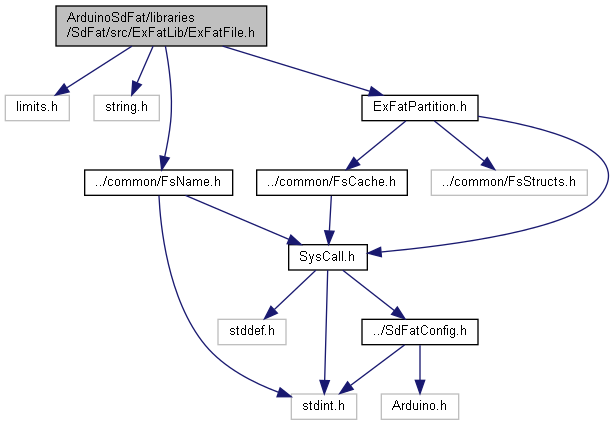 ArduinoSdFat/libraries
/SdFat/src/ExFatLib/ExFatFile.h
limits.h
string.h
ExFatPartition.h
../common/FsName.h
../common/FsCache.h
../common/FsStructs.h
SysCall.h
stddef.h
../SdFatConfig.h
stdint.h
Arduino.h